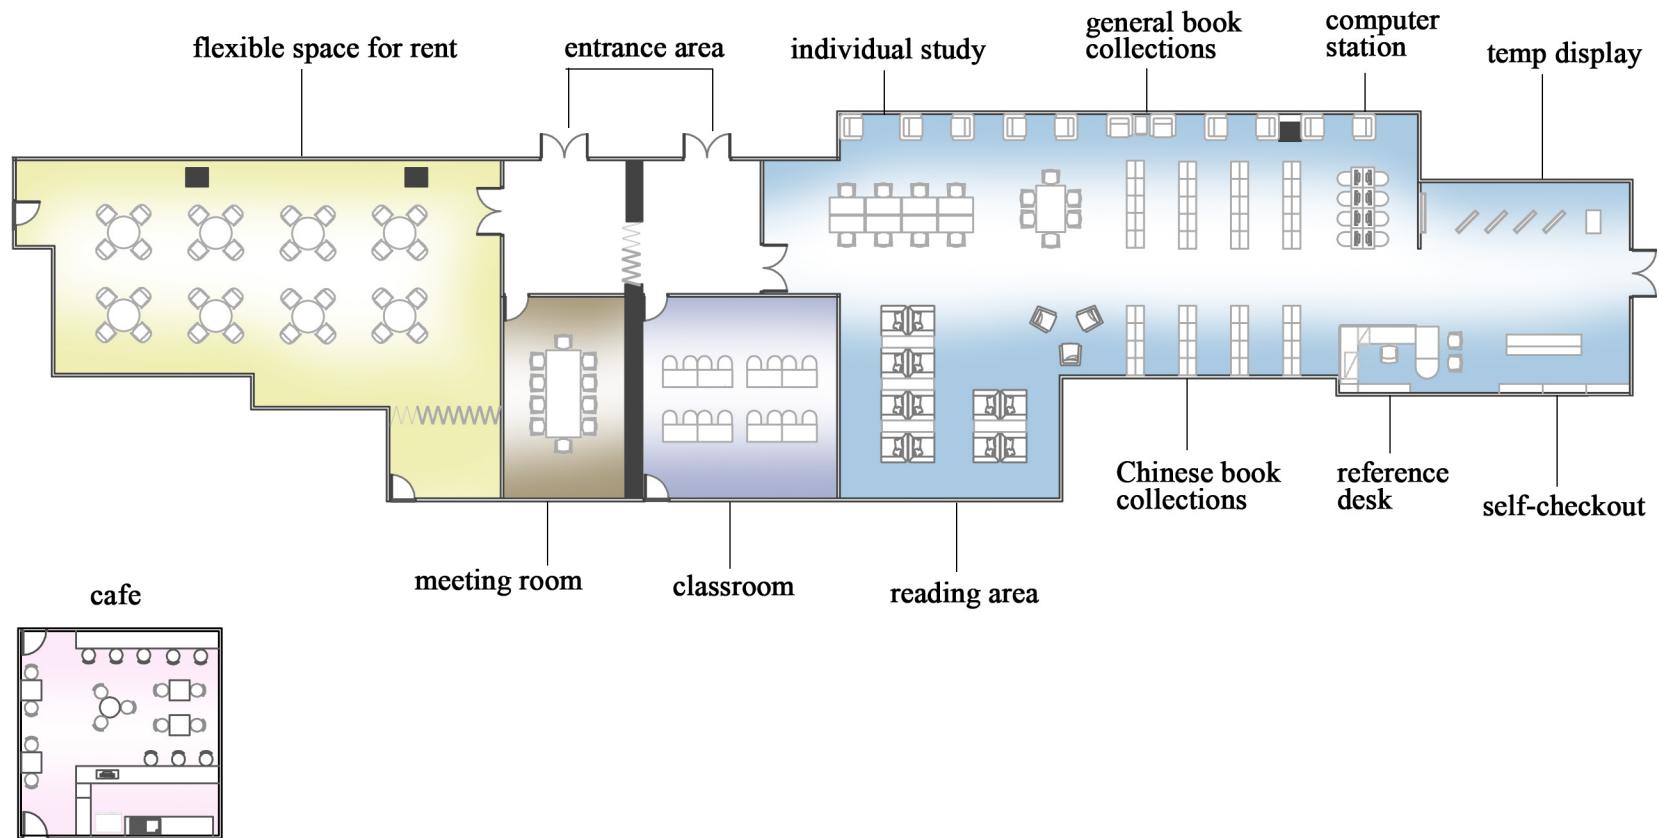 flexible space for rent
entrance area
individual study
general book
collections
computer
station
temp display
Chinese book
collections
reference
desk
self-checkout
meeting room
classroom
reading area
cafe